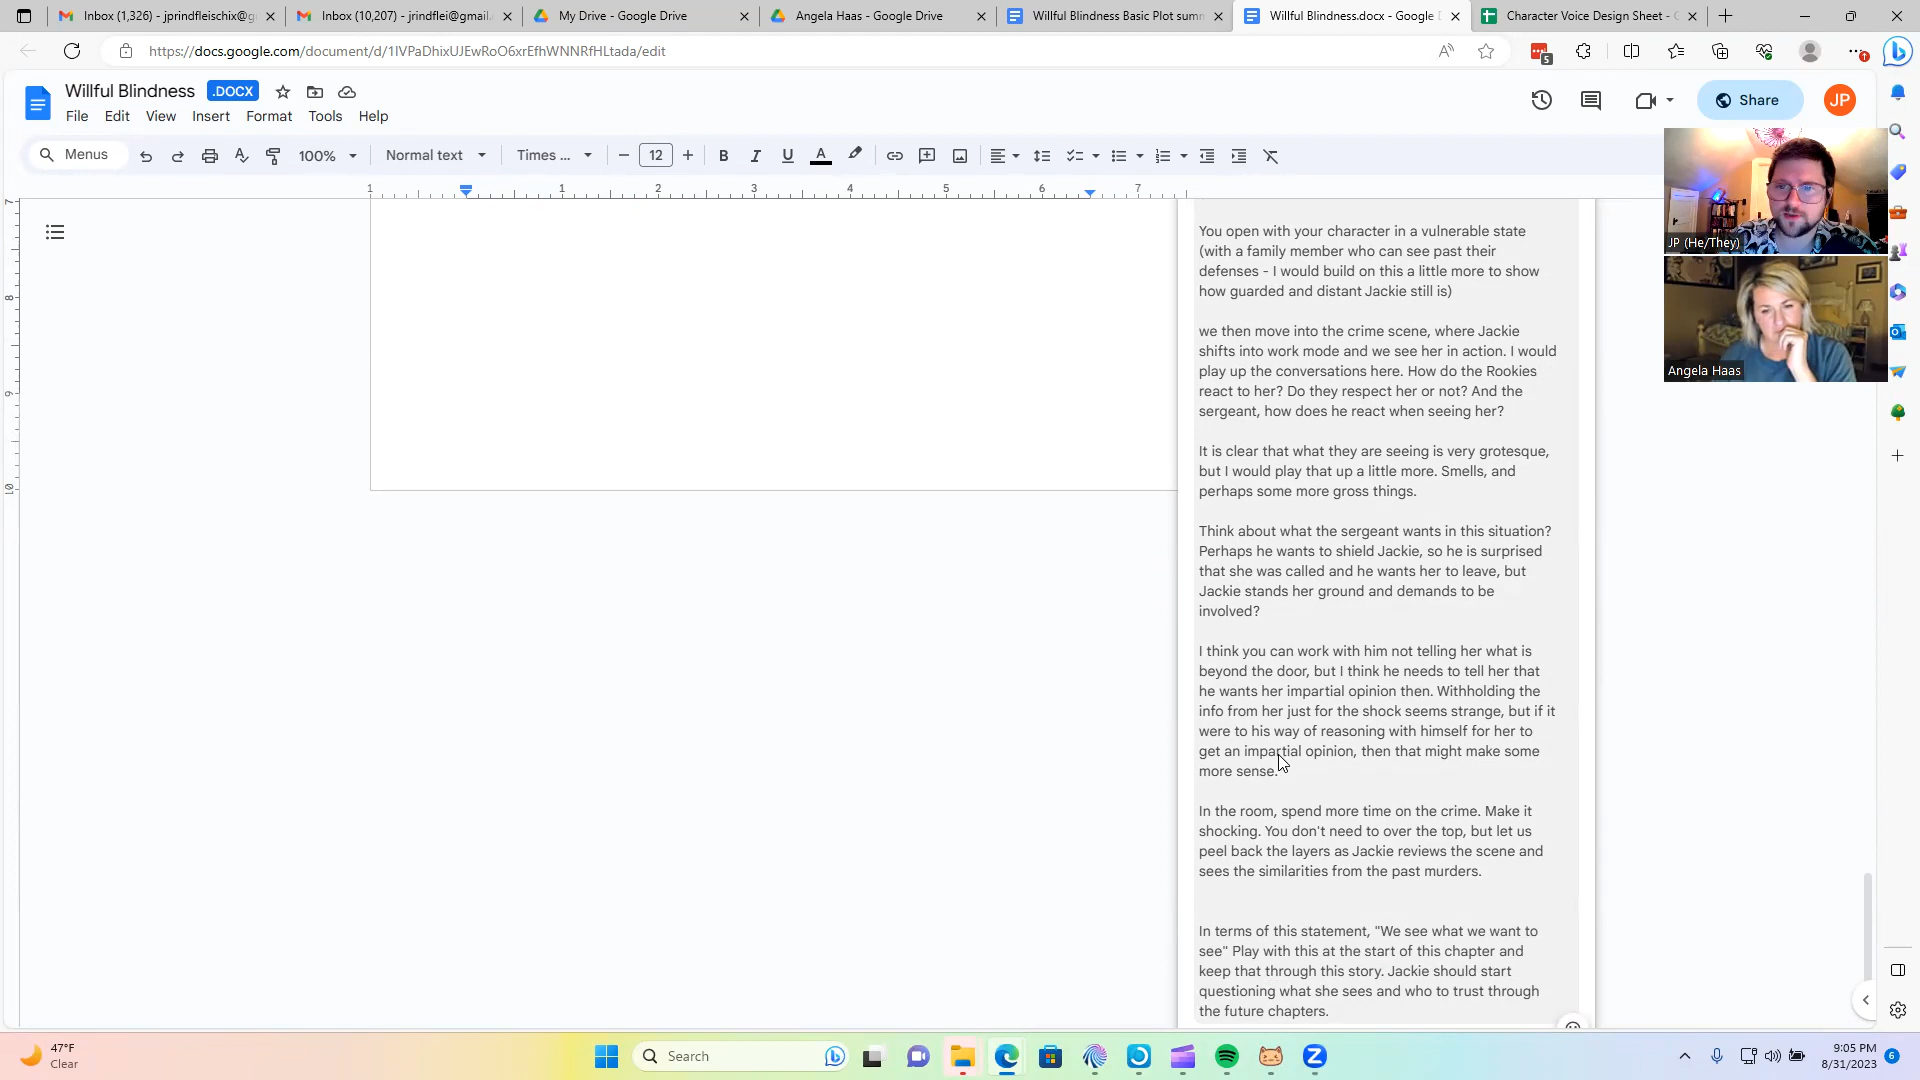 Inbox (1,326) - jprindfleischix@g
Inbox (10,207) - jrindflei@gmail.
My Drive - Google Drive
Angela Haas - Google Drive
Willful Blindness Basic Plot summ
Willful Blindness.docx - Google D
Character Voice Design Sheet - G
https://docs.google.com/document/d/1IVPaDhixUJEwRoO6xrEfhWNNRfHLtada/edit
5
Willful Blindness .DOCX
File Edit View Insert Format Tools Help
Share
JP
Menus
100%
Normal text
Times ...
12
B I U A
1 1 2 3 4 5 6 7
7
8
9
10
JP (He/They)
Angela Haas
You open with your character in a vulnerable state
(with a family member who can see past their
defenses - I would build on this a little more to show
how guarded and distant Jackie still is)
we then move into the crime scene, where Jackie
shifts into work mode and we see her in action. I would
play up the conversations here. How do the Rookies
react to her? Do they respect her or not? And the
sergeant, how does he react when seeing her?
It is clear that what they are seeing is very grotesque,
but I would play that up a little more. Smells, and
perhaps some more gross things.
Think about what the sergeant wants in this situation?
Perhaps he wants to shield Jackie, so he is surprised
that she was called and he wants her to leave, but
Jackie stands her ground and demands to be
involved?
I think you can work with him not telling her what is
beyond the door, but I think he needs to tell her that
he wants her impartial opinion then. Withholding the
info from her just for the shock seems strange, but if it
were to his way of reasoning with himself for her to
get an impartial opinion, then that might make some
more sense.
In the room, spend more time on the crime. Make it
shocking. You don't need to over the top, but let us
peel back the layers as Jackie reviews the scene and
sees the similarities from the past murders.
In terms of this statement, "We see what we want to
see" Play with this at the start of this chapter and
keep that through this story. Jackie should start
questioning what she sees and who to trust through
the future chapters.
47°F
Clear
Search
9:05 PM
8/31/2023
6